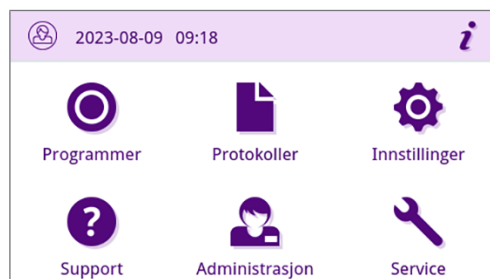 2023-08-09 09:18 i
Programmer Protokoller Innstillinger
?
Support Administrasjon Service